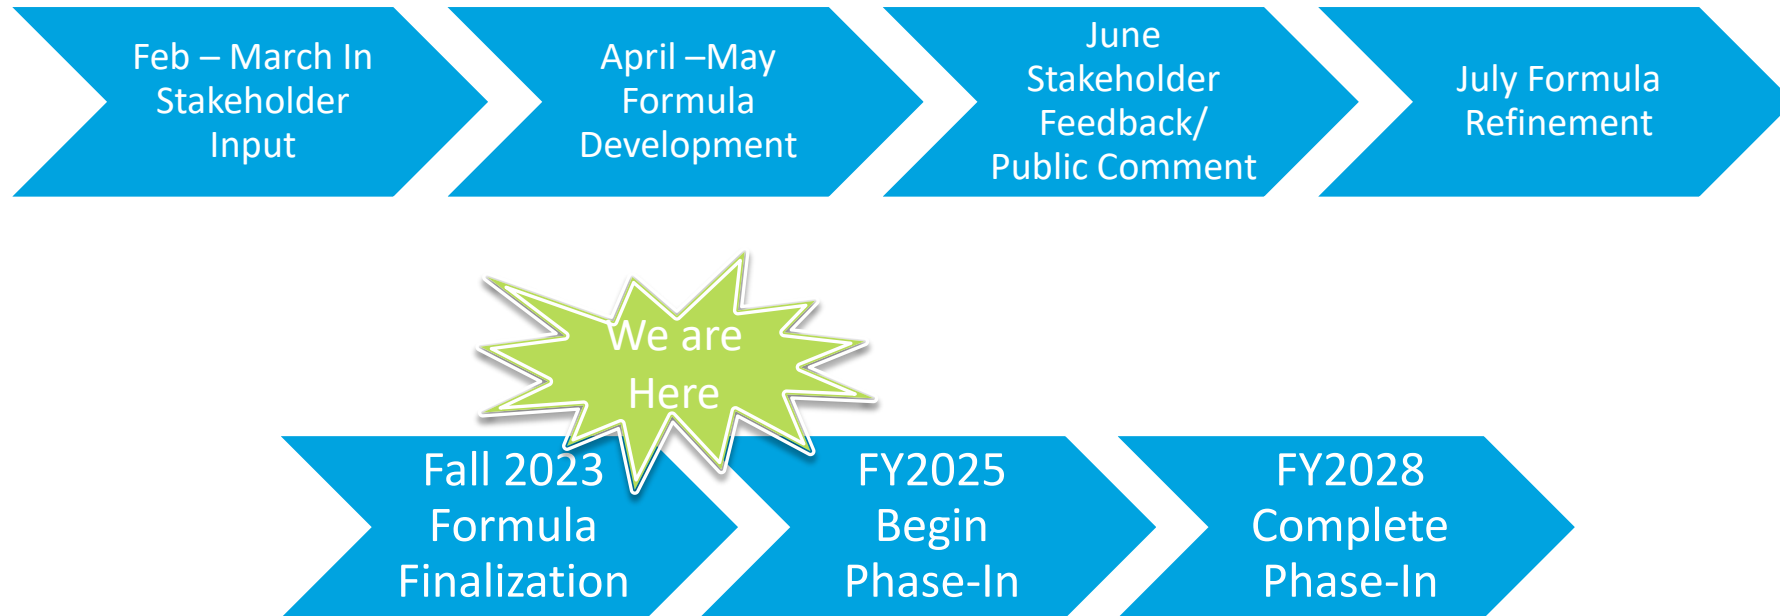 Feb – March In
Stakeholder
Input
April –May
Formula
Development
June
Stakeholder
Feedback/
Public Comment
July Formula
Refinement
We are
Here
Fall 2023
Formula
Finalization
FY2025
Begin
Phase-In
FY2028
Complete
Phase-In